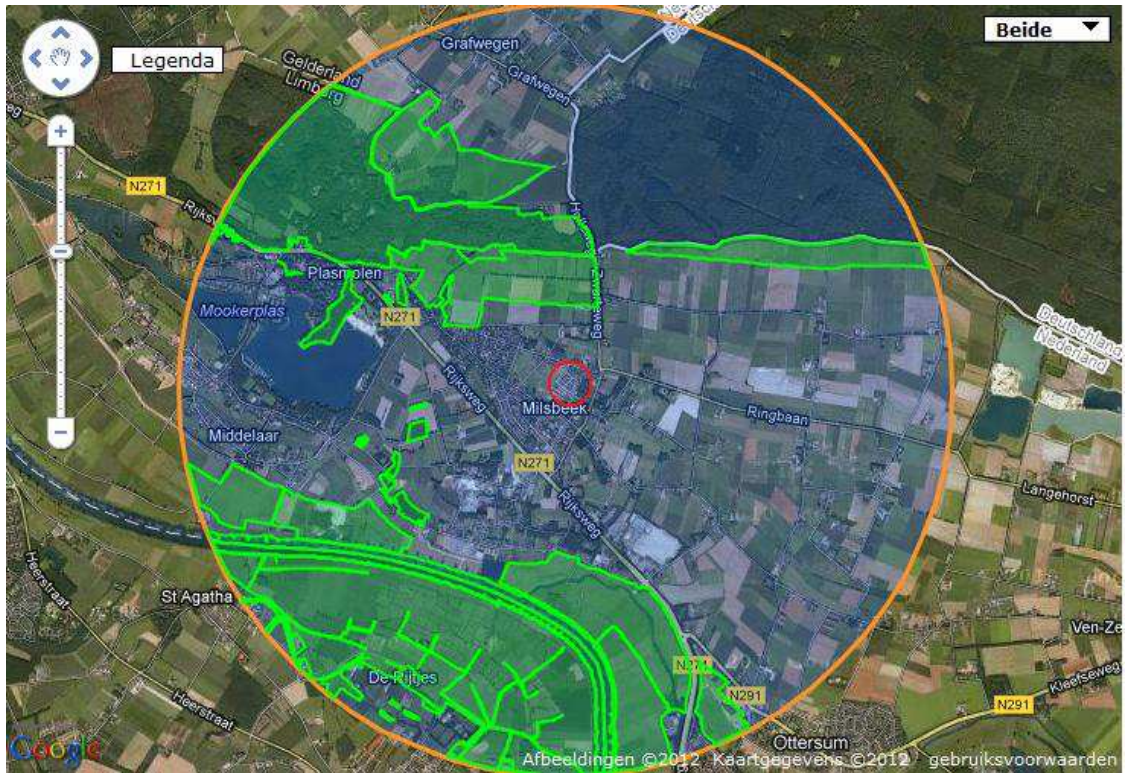 Beide
Legenda
+
−
Grafwegen
Grafwegen
Gelderland
Limburg
N271
Plasmolen
Mookerplas
N271
Zwarteweg
Deutschland
Nederland
Rijksweg
Milsbeek
Ringbaan
Middelaar
N271
Rijksweg
Langehorst
Heerstraat
St Agatha
De Rijtjes
N271
N291
Ven-Ze
Kleefseweg
N291
Heerstraat
Ottersum
Google
Afbeeldingen ©2012 Kaartgegevens ©2012 gebruiksvoorwaarden